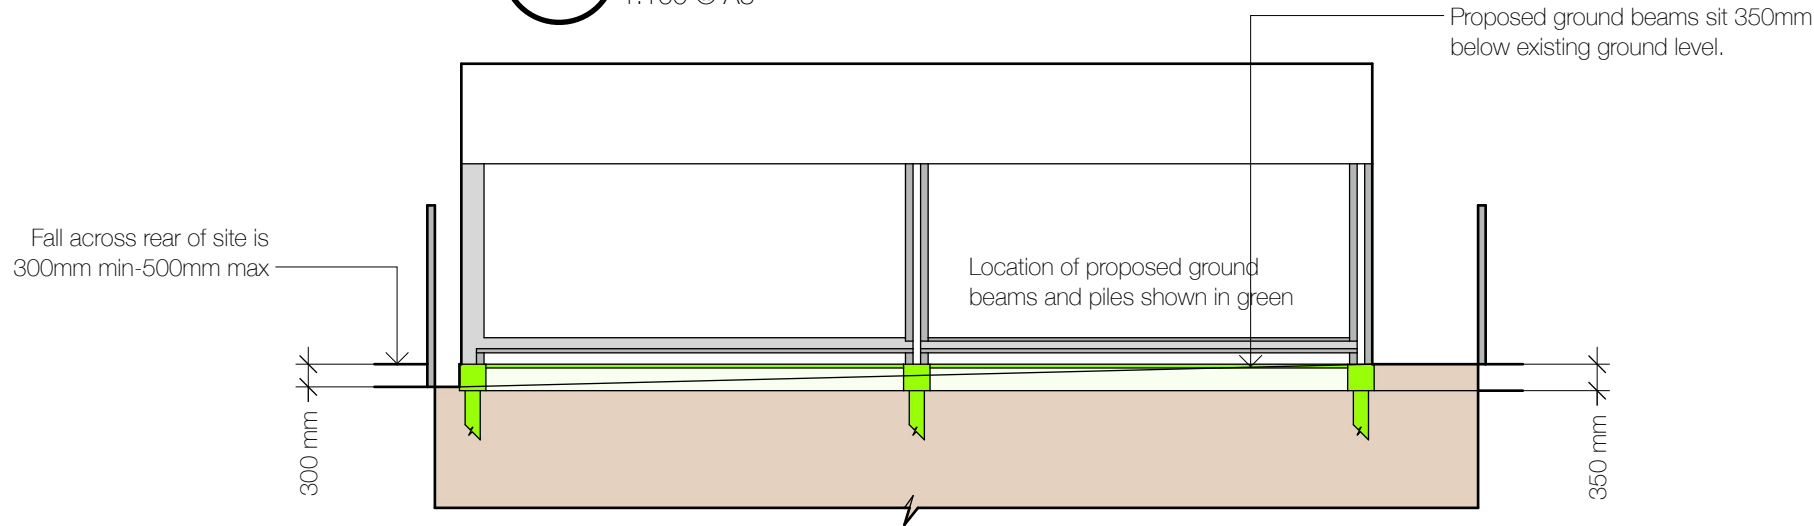 Proposed ground beams sit 350mm
below existing ground level.
Fall across rear of site is
300mm min-500mm max
Location of proposed ground
beams and piles shown in green
300 mm
350 mm